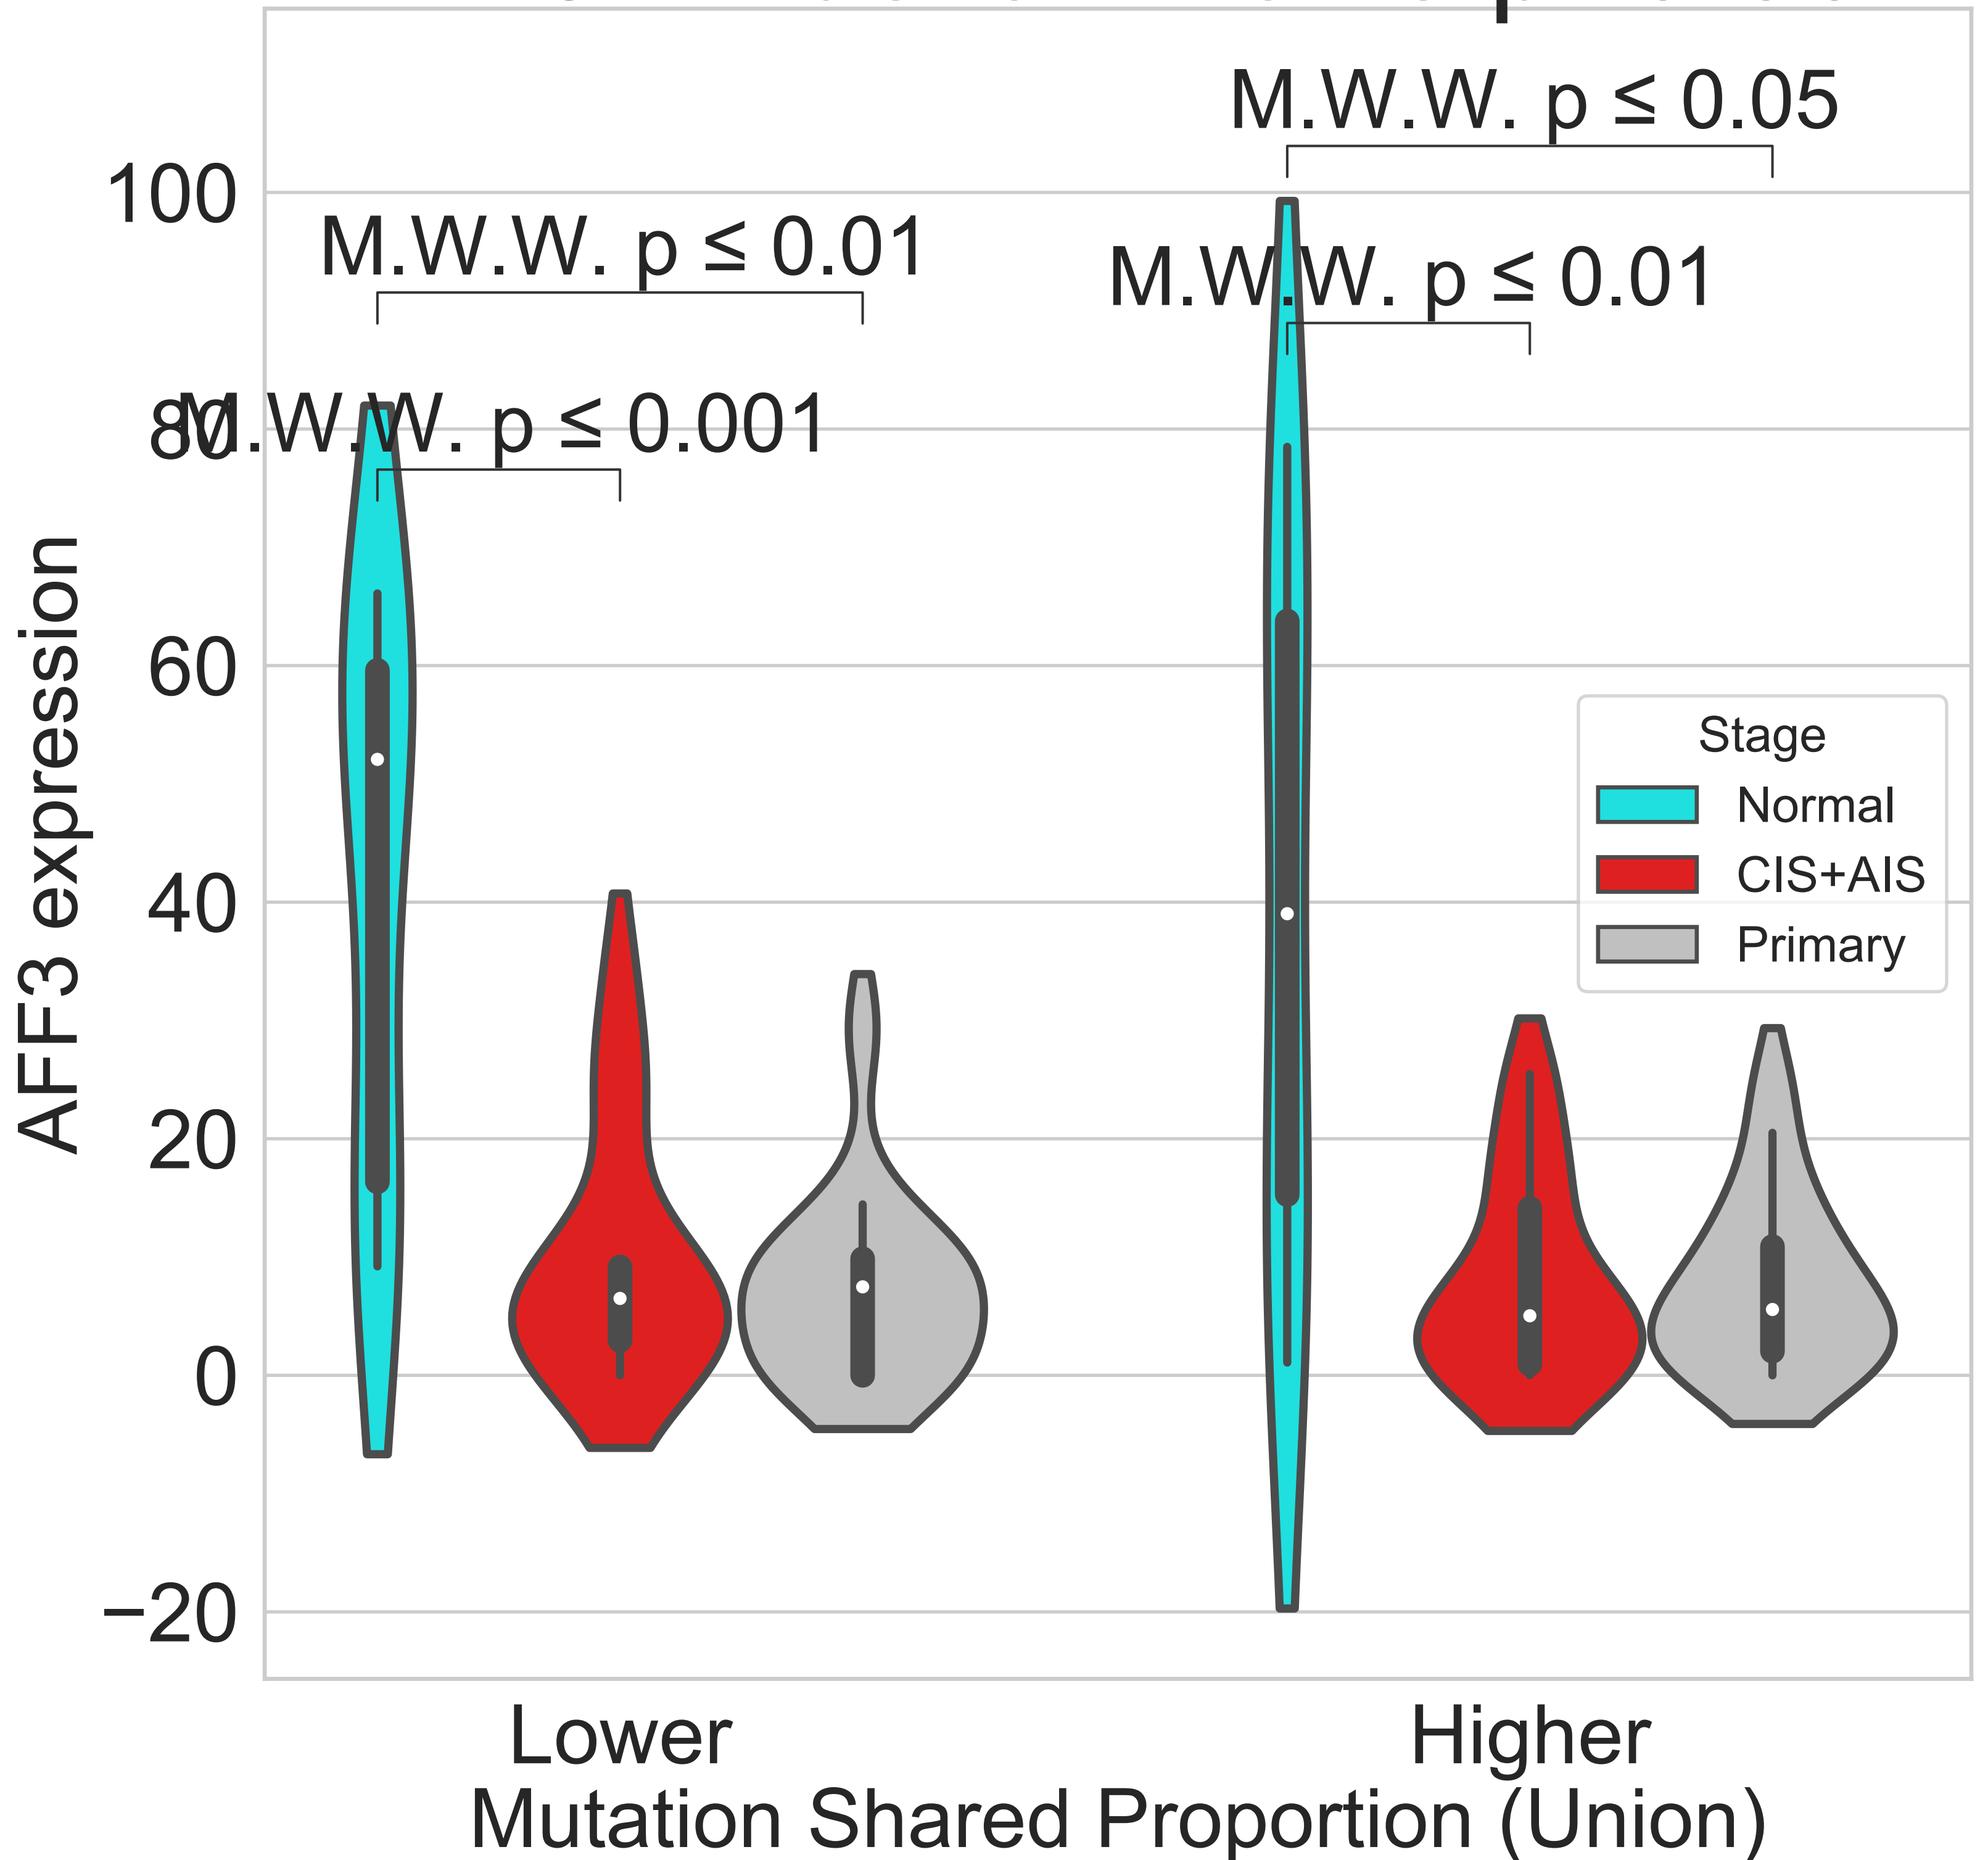 M.W.W. p ≤ 0.05
100
M.W.W. p ≤ 0.01
M.W.W. p ≤ 0.01
80
M.W.W. p ≤ 0.001
AFF3 expression
60
Stage
Normal
40
CIS+AIS
Primary
20
0
−20
Lower
Higher
Mutation Shared Proportion (Union)